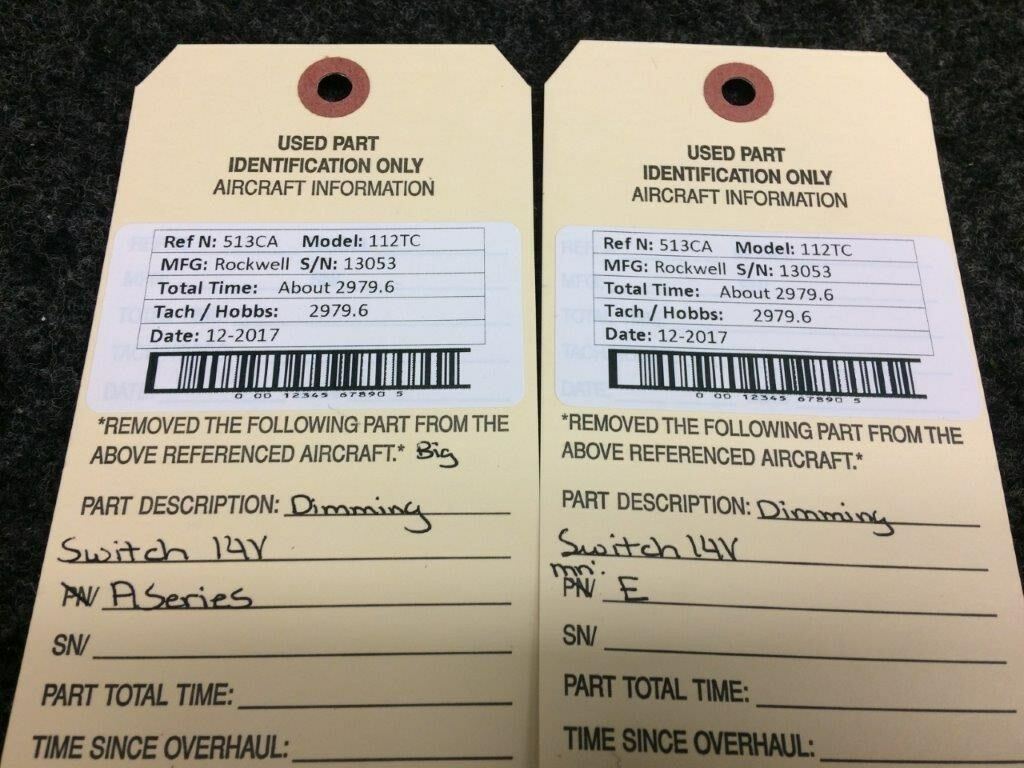 USED PART
IDENTIFICATION ONLY
AIRCRAFT INFORMATION
Ref N: 513CA Model: 112TC
MFG: Rockwell S/N: 13053
Total Time: About 2979.6
Tach / Hobbs: 2979.6
Date: 12-2017
0 00 12345 67890 5
*REMOVED THE FOLLOWING PART FROM THE
ABOVE REFERENCED AIRCRAFT.* Big
PART DESCRIPTION: Dimming
Switch 14V
PN/ A Series
SN/
PART TOTAL TIME:
TIME SINCE OVERHAUL:
USED PART
IDENTIFICATION ONLY
AIRCRAFT INFORMATION
Ref N: 513CA Model: 112TC
MFG: Rockwell S/N: 13053
Total Time: About 2979.6
Tach / Hobbs: 2979.6
Date: 12-2017
0 00 12345 67890 5
*REMOVED THE FOLLOWING PART FROM THE
ABOVE REFERENCED AIRCRAFT.*
PART DESCRIPTION: Dimming
Switch 14V
mn:
PN/ E
SN/
PART TOTAL TIME:
TIME SINCE OVERHAUL: